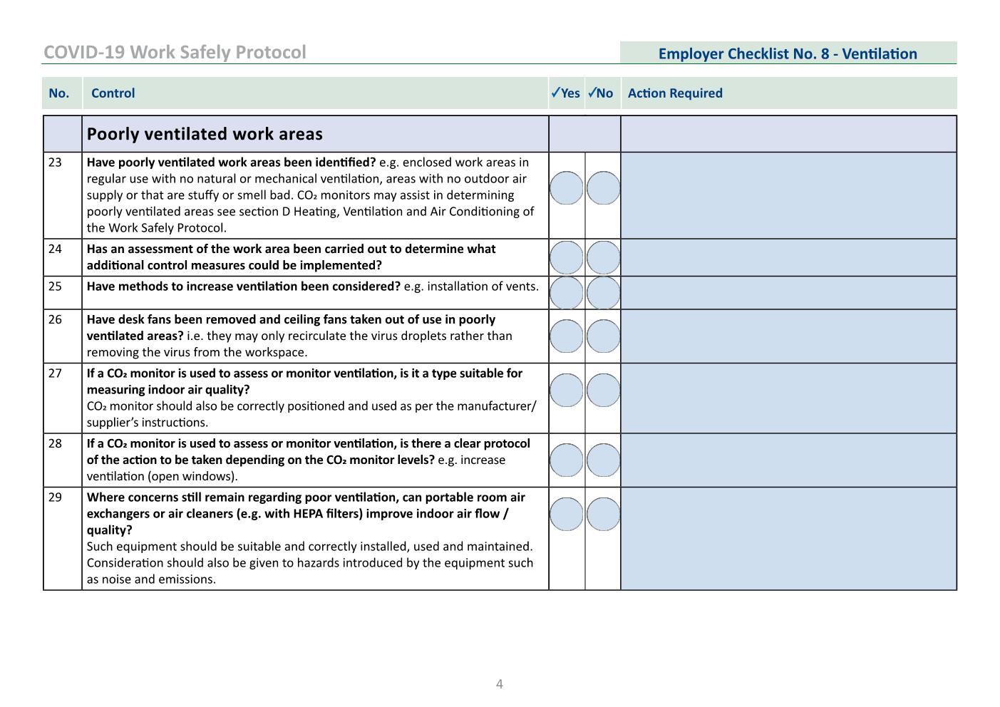 COVID-19 Work Safely Protocol
Employer Checklist No. 8 - Ventilation
No. Control ✓Yes ✓No Action Required
Poorly ventilated work areas
23 Have poorly ventilated work areas been identified? e.g. enclosed work areas in
regular use with no natural or mechanical ventilation, areas with no outdoor air
supply or that are stuffy or smell bad. CO₂ monitors may assist in determining
poorly ventilated areas see section D Heating, Ventilation and Air Conditioning of
the Work Safely Protocol.
24 Has an assessment of the work area been carried out to determine what
additional control measures could be implemented?
25 Have methods to increase ventilation been considered? e.g. installation of vents.
26 Have desk fans been removed and ceiling fans taken out of use in poorly
ventilated areas? i.e. they may only recirculate the virus droplets rather than
removing the virus from the workspace.
27 If a CO₂ monitor is used to assess or monitor ventilation, is it a type suitable for
measuring indoor air quality?
CO₂ monitor should also be correctly positioned and used as per the manufacturer/
supplier’s instructions.
28 If a CO₂ monitor is used to assess or monitor ventilation, is there a clear protocol
of the action to be taken depending on the CO₂ monitor levels? e.g. increase
ventilation (open windows).
29 Where concerns still remain regarding poor ventilation, can portable room air
exchangers or air cleaners (e.g. with HEPA filters) improve indoor air flow /
quality?
Such equipment should be suitable and correctly installed, used and maintained.
Consideration should also be given to hazards introduced by the equipment such
as noise and emissions.
4